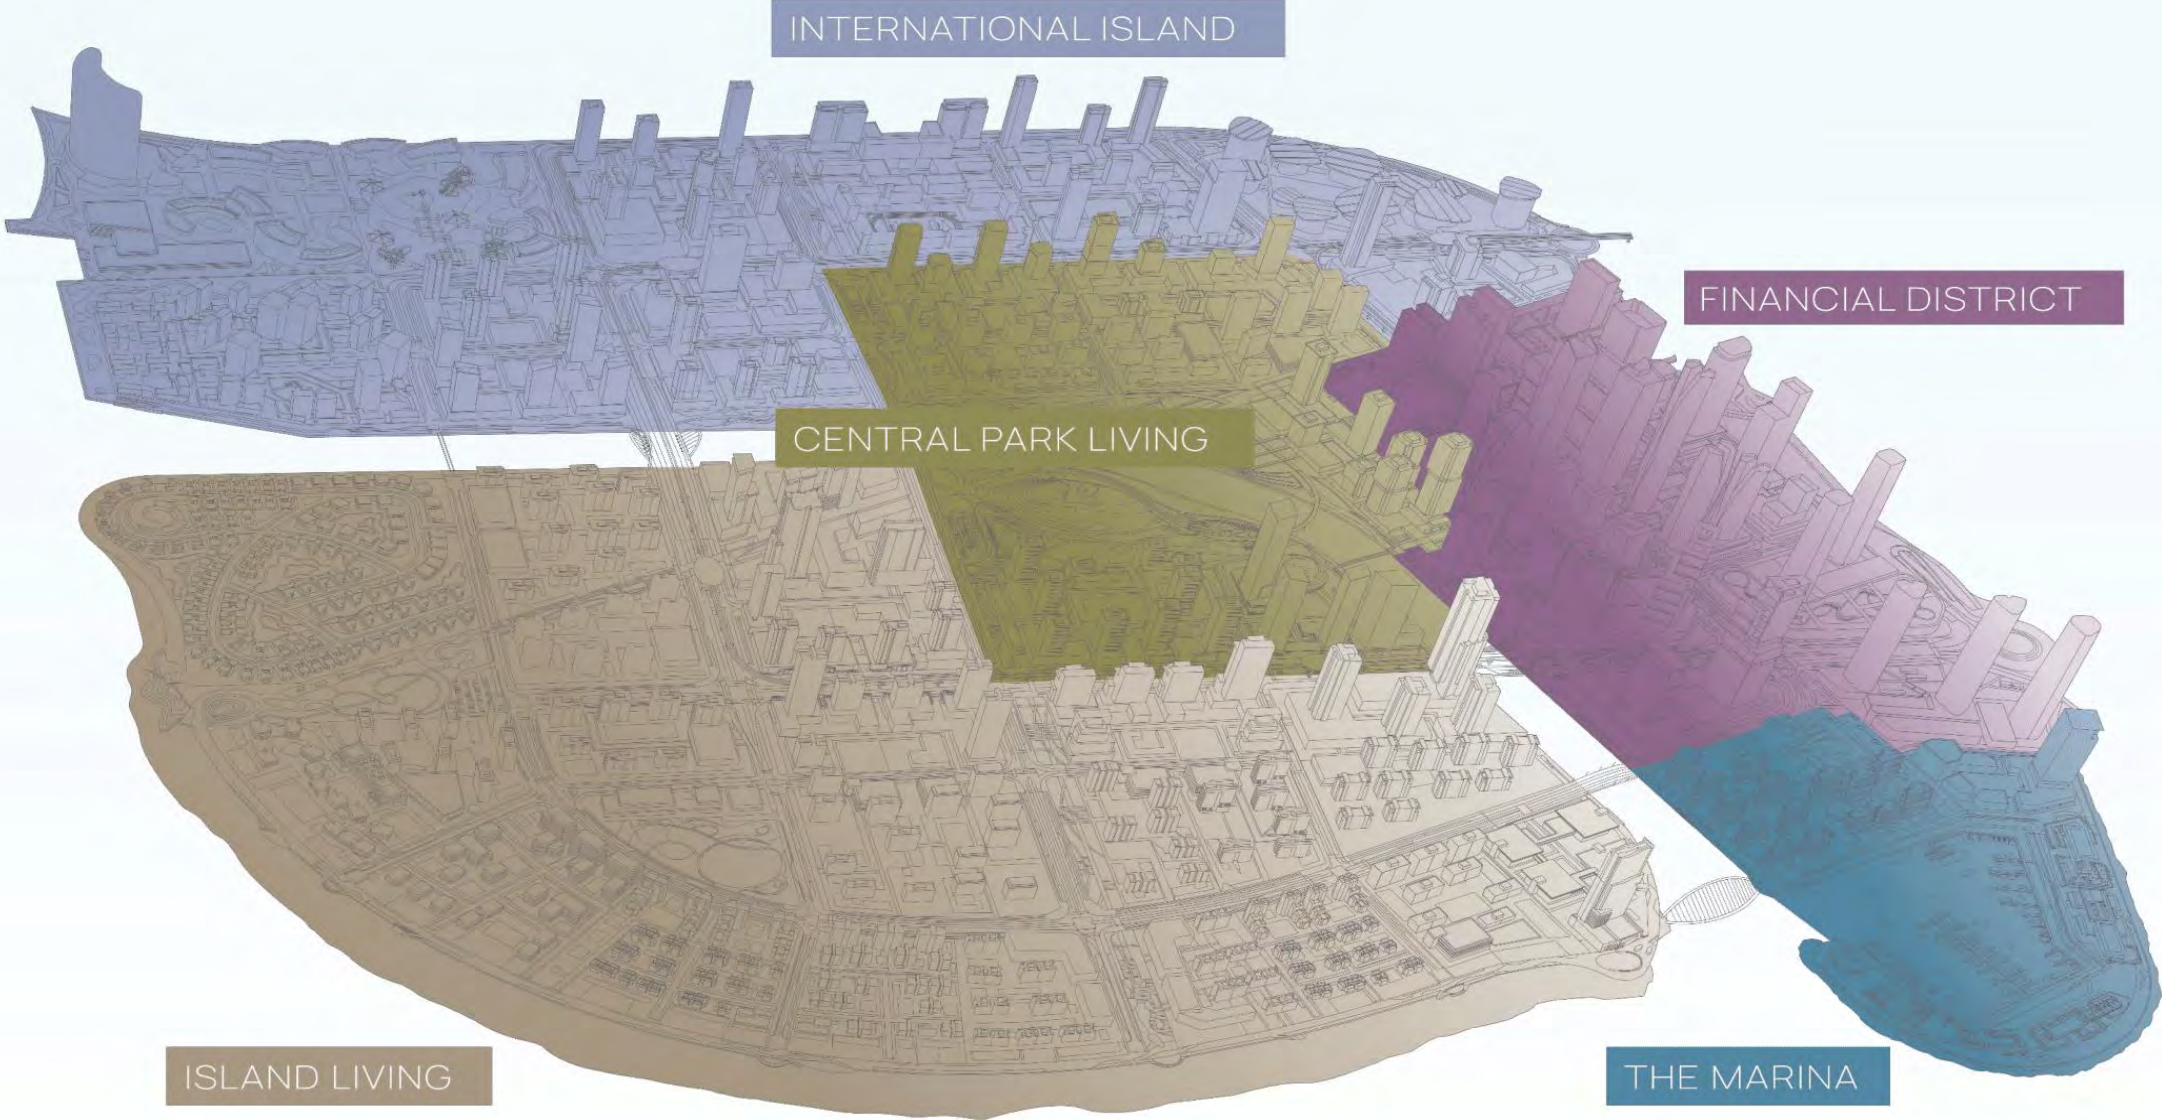 INTERNATIONAL ISLAND
FINANCIAL DISTRICT
CENTRAL PARK LIVING
ISLAND LIVING
THE MARINA